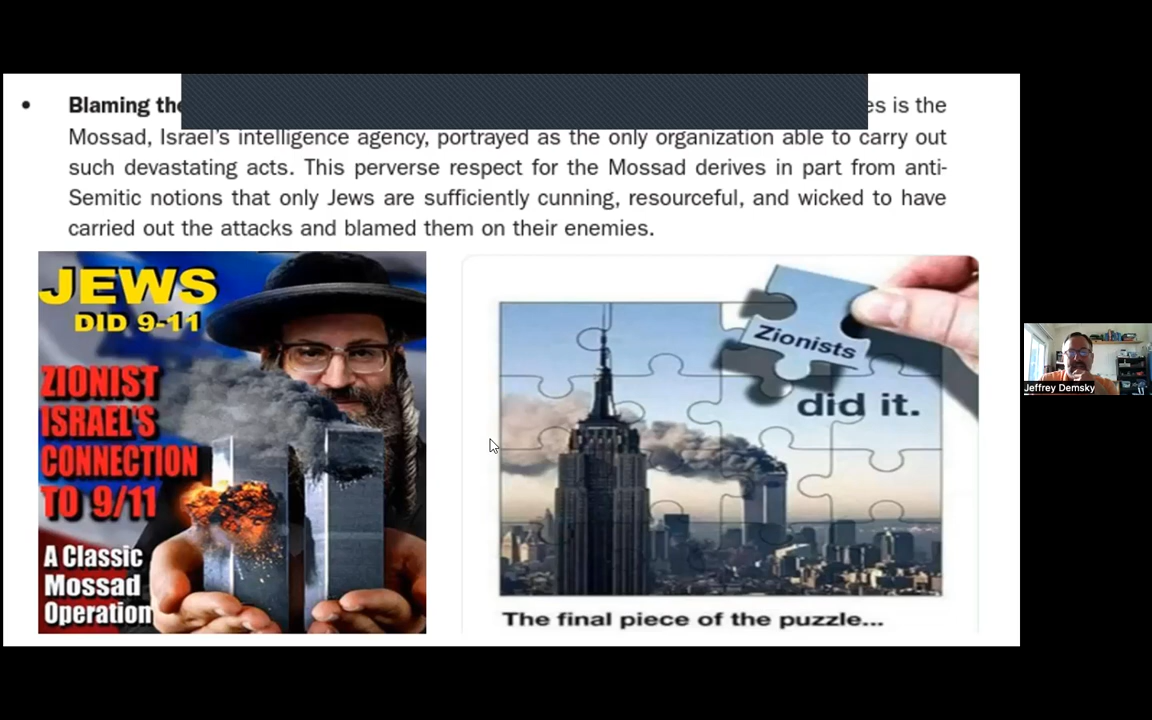 • Blaming the
es is the
Mossad, Israel’s intelligence agency, portrayed as the only organization able to carry out
such devastating acts. This perverse respect for the Mossad derives in part from anti-
Semitic notions that only Jews are sufficiently cunning, resourceful, and wicked to have
carried out the attacks and blamed them on their enemies.
JEWS
DID 9-11
ZIONIST
ISRAEL'S
CONNECTION
TO 9/11
A Classic
Mossad
Operation
Zionists
did it.
The final piece of the puzzle...
Jeffrey Demsky